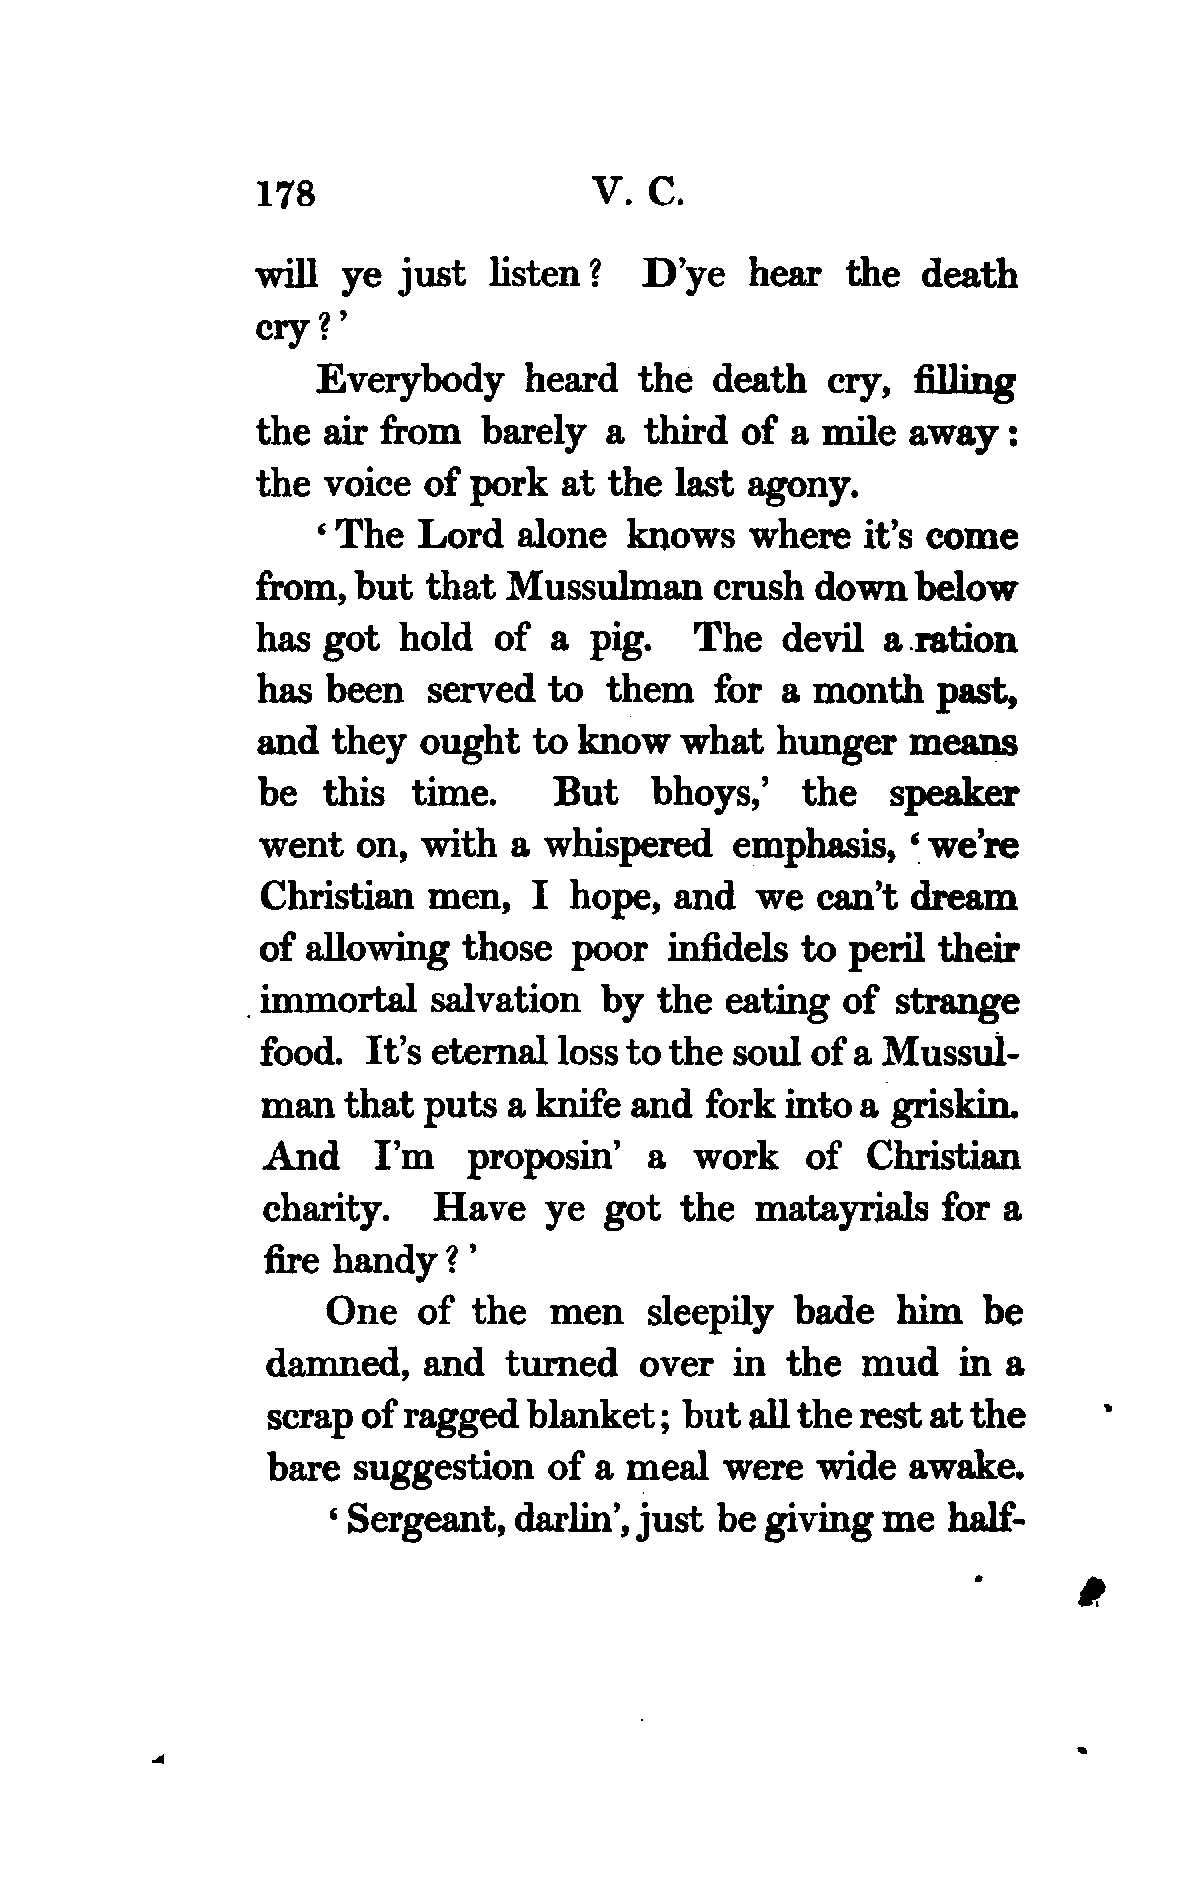 178 V. C.
will ye just listen? D'ye hear the death
cry?'
Everybody heard the death cry, filling
the air from barely a third of a mile away:
the voice of pork at the last agony.
'The Lord alone knows where it's come
from, but that Mussulman crush down below
has got hold of a pig. The devil a ration
has been served to them for a month past,
and they ought to know what hunger means
be this time. But bhoys,' the speaker
went on, with a whispered emphasis, 'we're
Christian men, I hope, and we can't dream
of allowing those poor infidels to peril their
immortal salvation by the eating of strange
food. It's eternal loss to the soul of a Mussul-
man that puts a knife and fork into a griskin.
And I'm proposin' a work of Christian
charity. Have ye got the matayrials for a
fire handy?'
One of the men sleepily bade him be
damned, and turned over in the mud in a
scrap of ragged blanket; but all the rest at the
bare suggestion of a meal were wide awake.
'Sergeant, darlin', just be giving me half-